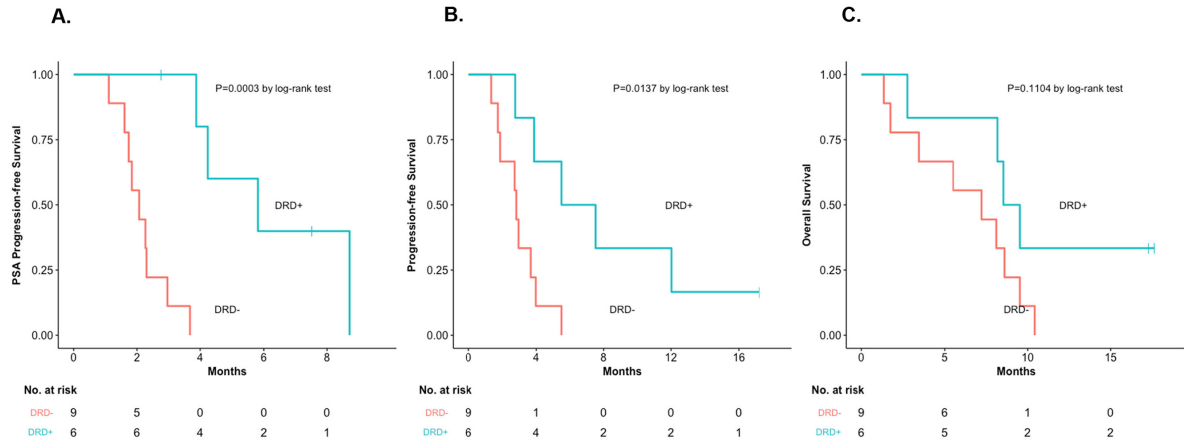 A.
P=0.0003 by log-rank test
PSA Progression-free Survival
1.00
0.75
0.50
0.25
0.00
DRD+
DRD-
0 2 4 6 8
Months
No. at risk
DRD- 9 5 0 0 0
DRD+ 6 6 4 2 1
B.
P=0.0137 by log-rank test
Progression-free Survival
1.00
0.75
0.50
0.25
0.00
DRD+
DRD-
0 4 8 12 16
Months
No. at risk
DRD- 9 1 0 0 0
DRD+ 6 4 2 2 1
C.
P=0.1104 by log-rank test
Overall Survival
1.00
0.75
0.50
0.25
0.00
DRD+
DRD-
0 5 10 15
Months
No. at risk
DRD- 9 6 1 0
DRD+ 6 5 2 2